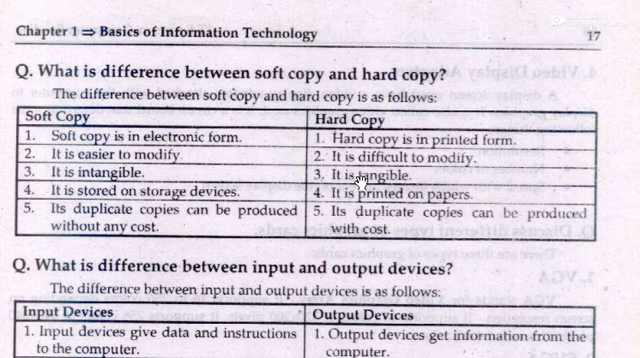 Chapter 1 ⇒ Basics of Information Technology 17
Q. What is difference between soft copy and hard copy?
The difference between soft copy and hard copy is as follows:
Soft Copy Hard Copy
1. Soft copy is in electronic form. 1. Hard copy is in printed form.
2. It is easier to modify. 2. It is difficult to modify.
3. It is intangible. 3. It is tangible.
4. It is stored on storage devices. 4. It is printed on papers.
5. Its duplicate copies can be produced 5. Its duplicate copies can be produced
without any cost. with cost.
Q. What is difference between input and output devices?
The difference between input and output devices is as follows:
Input Devices Output Devices
1. Input devices give data and instructions 1. Output devices get information from the
to the computer. computer.